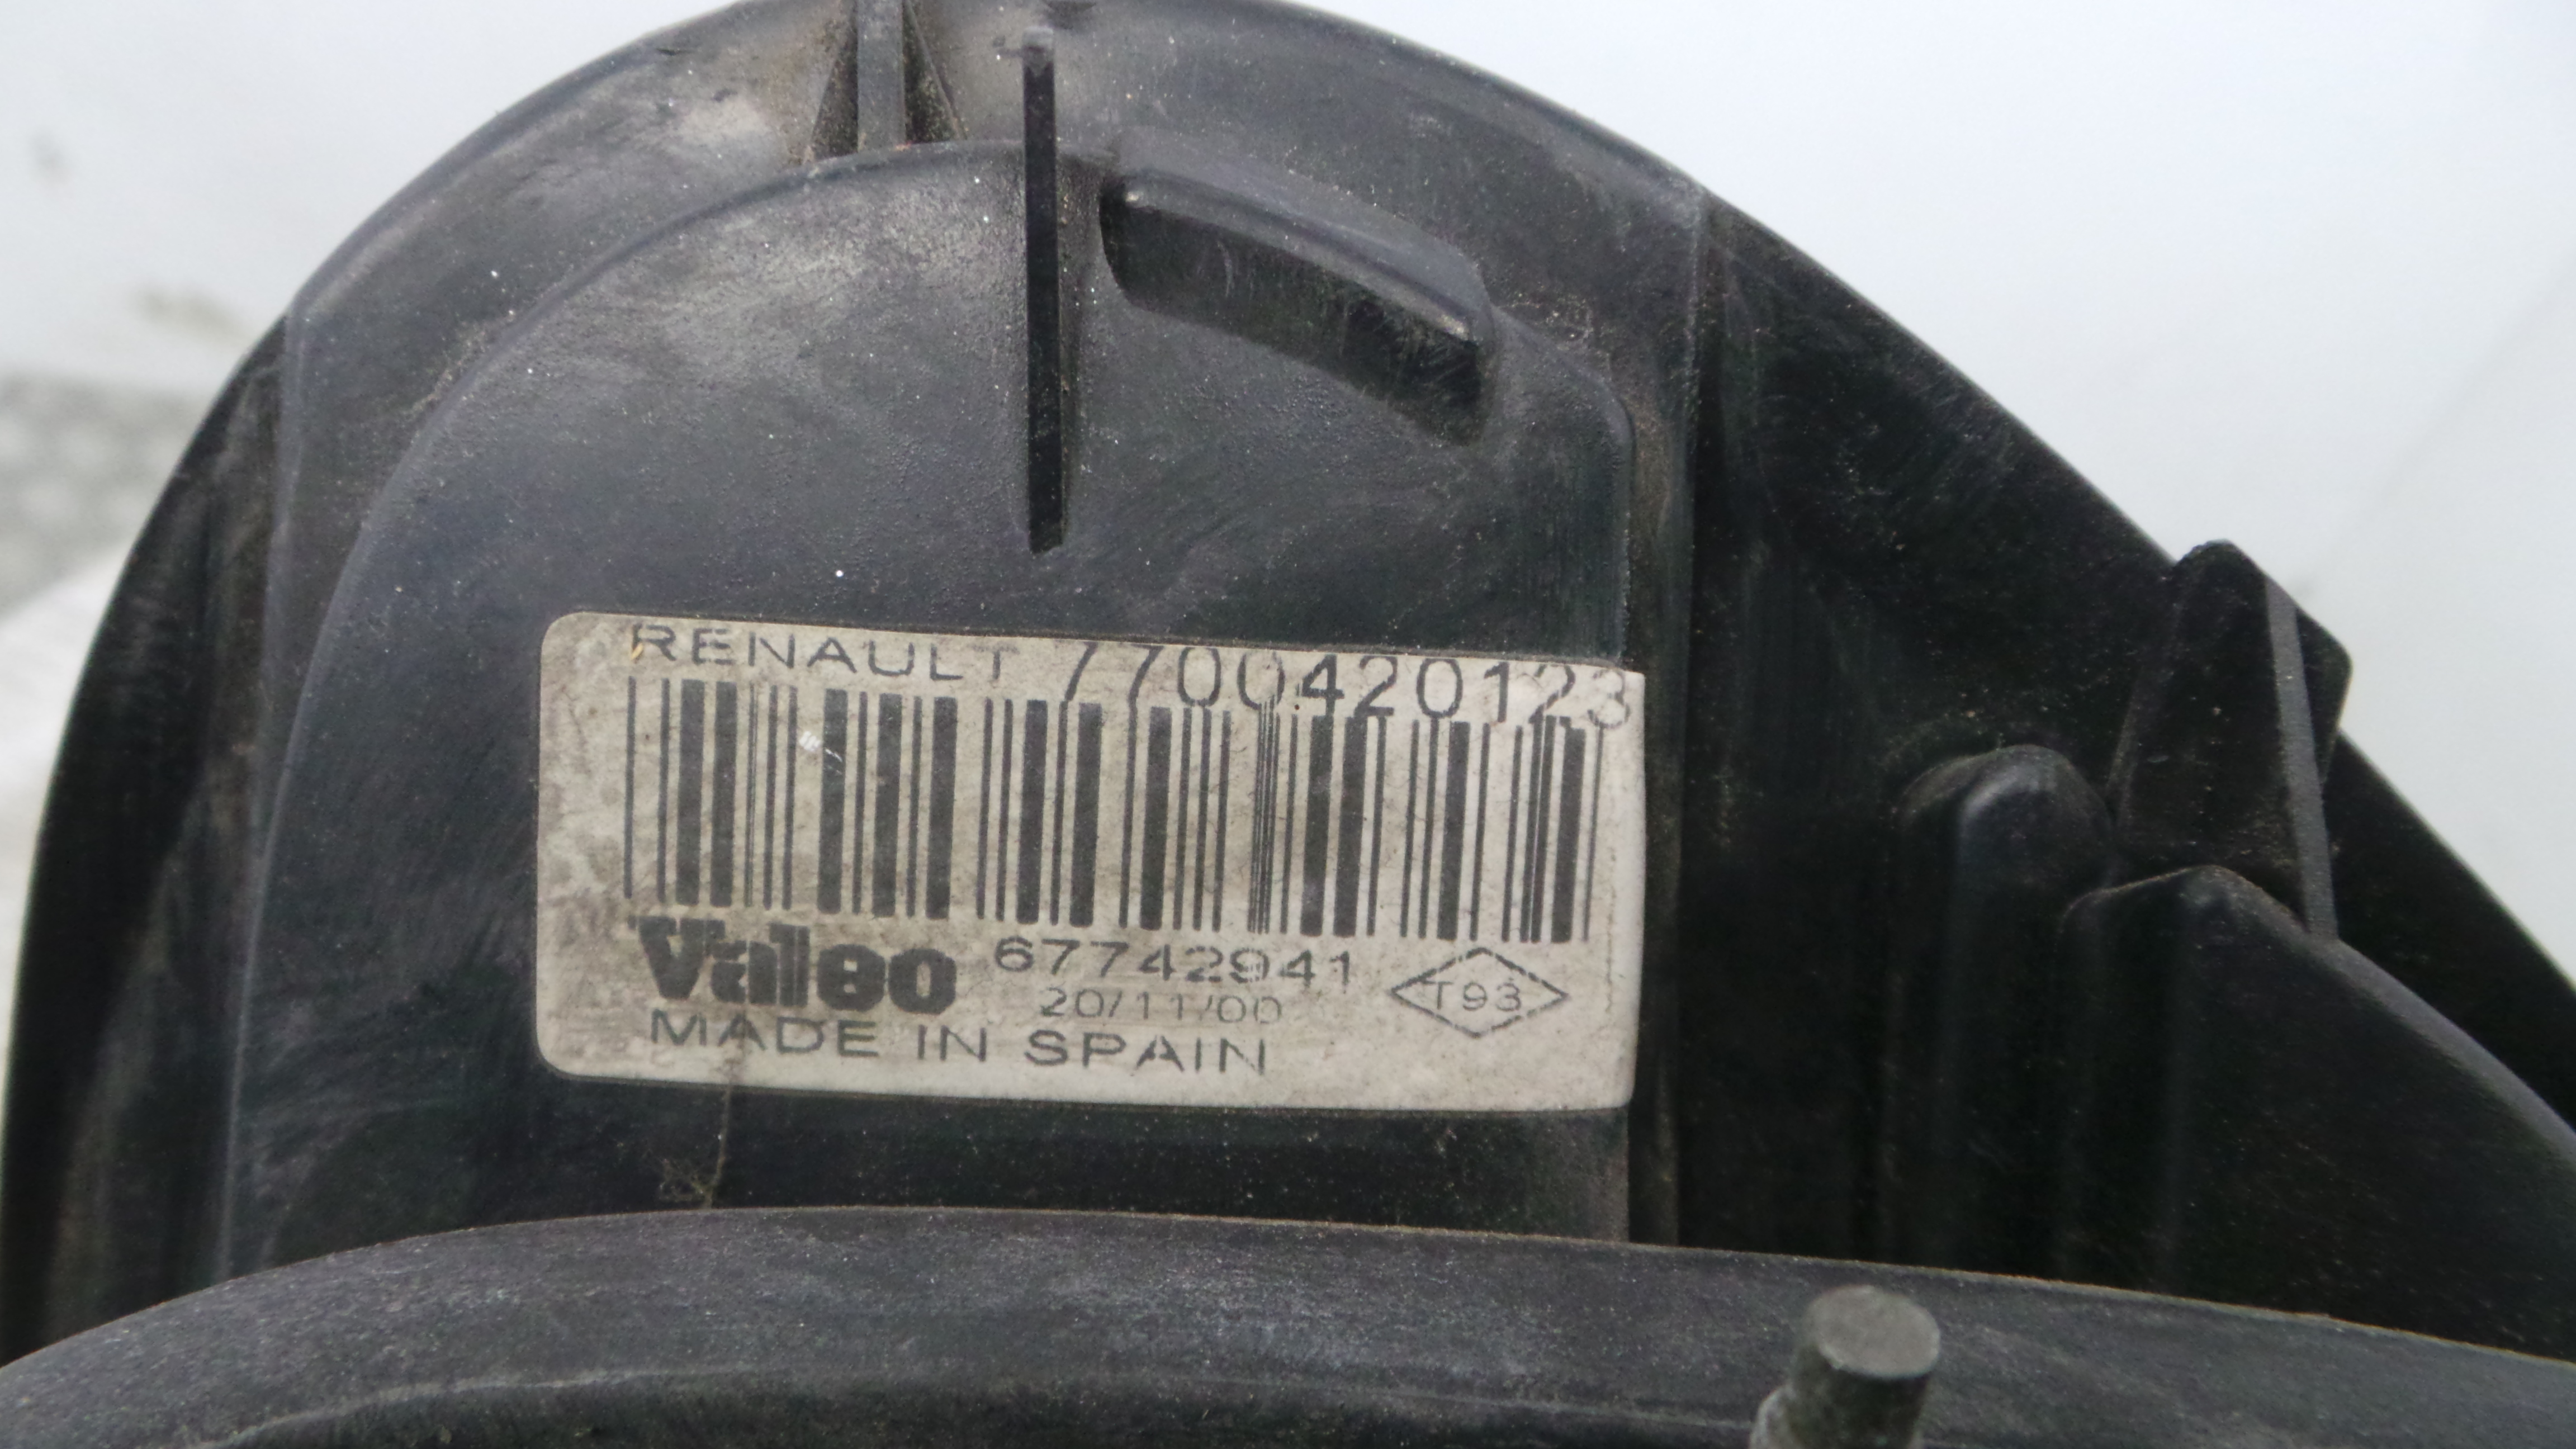 RENAULT 7700420123
Valeo 67742941
20/11/00
T93
MADE IN SPAIN